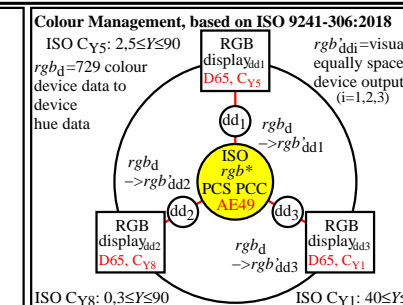 Colour Management, based on ISO 9241-306:2018
ISO CY5: 2,5≤Y≤90
rgbd=729 colour
device data to
device
hue data
RGB
displaydd1
D65, CY5
rgb'ddi=visua
equally space
device output
(i=1,2,3)
dd1
rgbd
–>rgb'dd1
ISO
rgb*
PCS PCC
AE49
rgbd
–>rgb'dd2
dd2
dd3
RGB
displaydd2
D65, CY8
rgbd
–>rgb'dd3
RGB
displaydd3
D65, CY1
ISO CY8: 0,3≤Y≤90
ISO CY1: 40≤Y≤